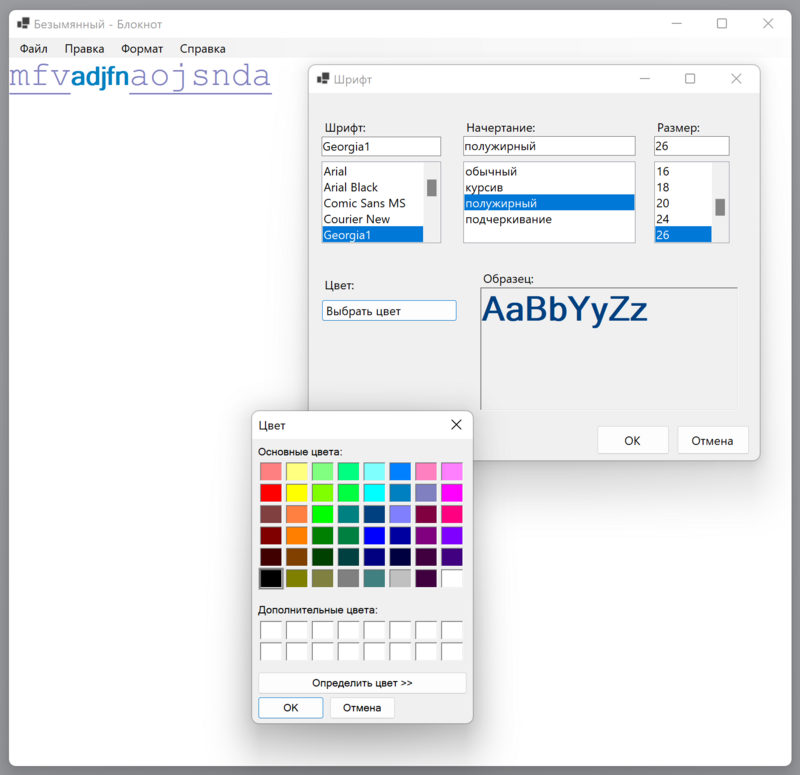 Безымянный - Блокнот
Файл Правка Формат Справка
mfvadjfnaojsnda
Шрифт
Шрифт: Начертание: Размер:
Georgia1 полужирный 26
Arial обычный 16
Arial Black курсив 18
Comic Sans MS полужирный 20
Courier New подчеркивание 24
Georgia1 26
Цвет: Образец:
Выбрать цвет AaBbYyZz
OK Отмена
Цвет
Основные цвета:
Дополнительные цвета:
Определить цвет >>
OK Отмена